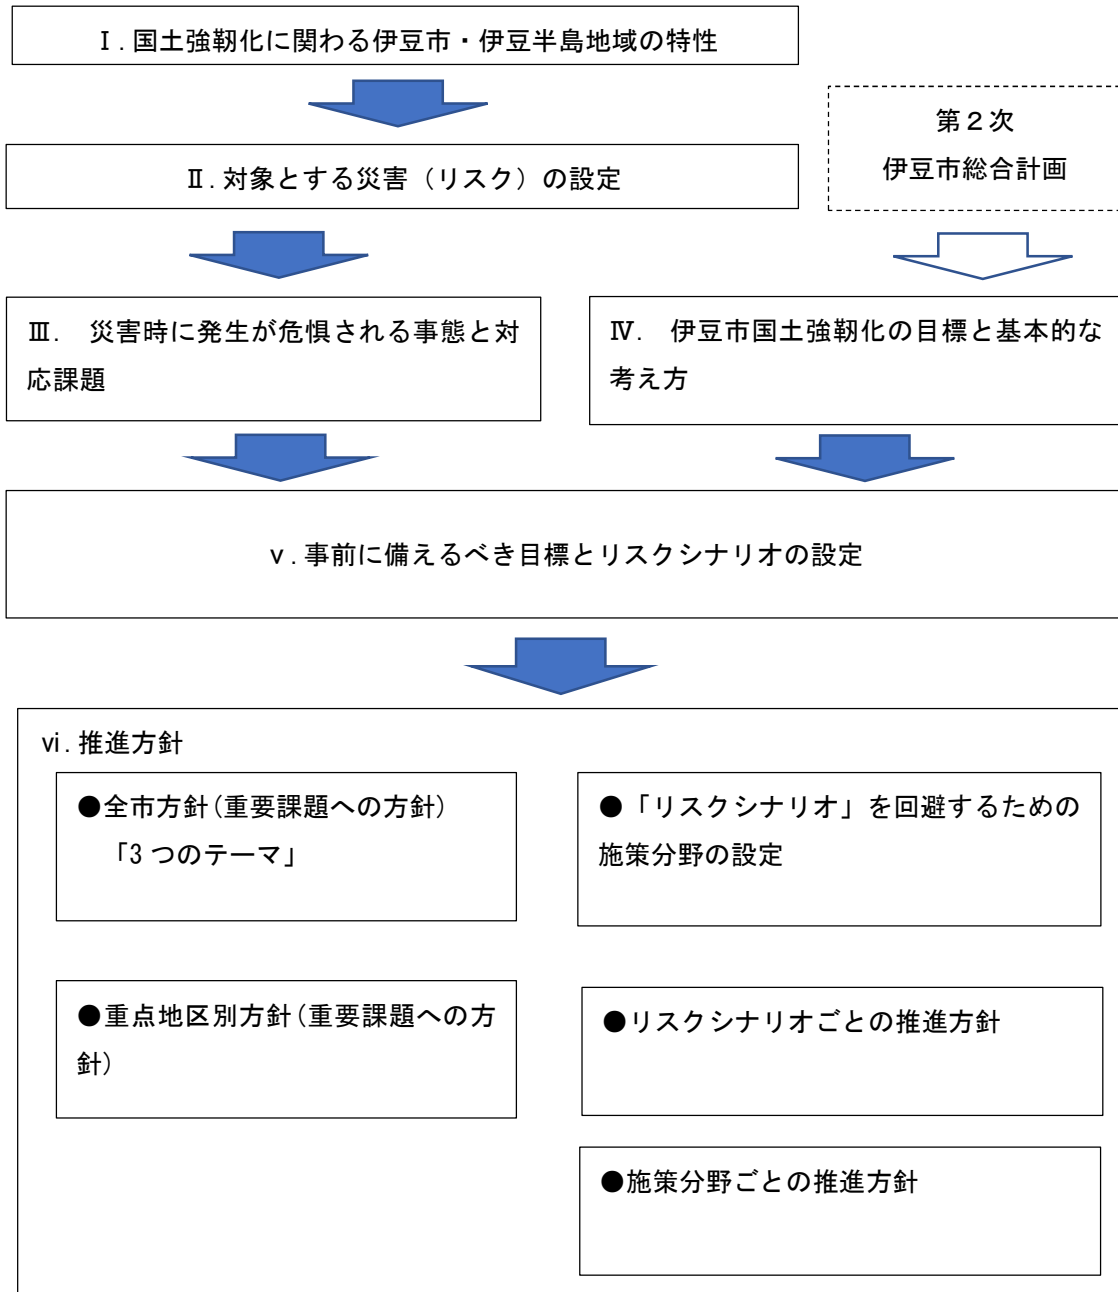 Ⅰ.国土強靭化に関わる伊豆市・伊豆半島地域の特性
第２次
伊豆市総合計画
Ⅱ.対象とする災害（リスク）の設定
Ⅲ.　災害時に発生が危惧される事態と対
応課題
Ⅳ.　伊豆市国土強靭化の目標と基本的な
考え方
ⅴ.事前に備えるべき目標とリスクシナリオの設定
ⅵ.推進方針
●全市方針(重要課題への方針)
「3つのテーマ」
●「リスクシナリオ」を回避するための
施策分野の設定
●重点地区別方針(重要課題への方
針)
●リスクシナリオごとの推進方針
●施策分野ごとの推進方針